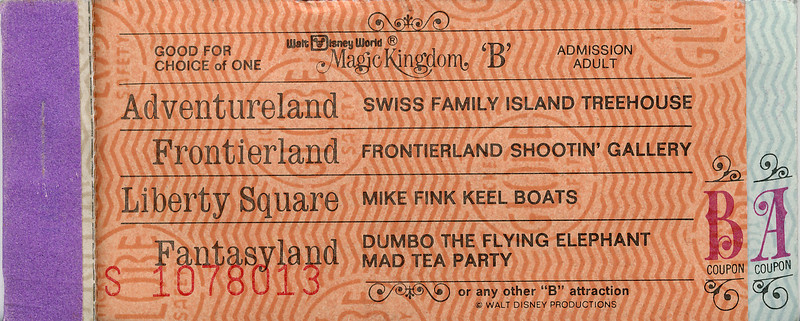 GOOD FOR
CHOICE of ONE
Walt Disney World ®
Magic Kingdom 'B'
ADMISSION
ADULT
Adventureland SWISS FAMILY ISLAND TREEHOUSE
Frontierland FRONTIERLAND SHOOTIN' GALLERY
Liberty Square MIKE FINK KEEL BOATS
Fantasyland DUMBO THE FLYING ELEPHANT
MAD TEA PARTY
S 1078013
or any other "B" attraction
© WALT DISNEY PRODUCTIONS
B
COUPON
A
COUPON